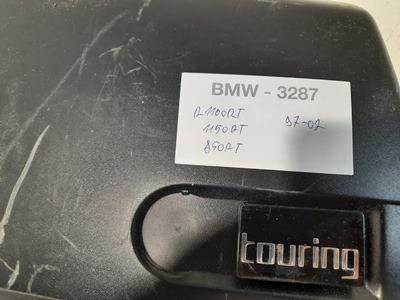 BMW - 3287
R1100RT
1150RT 97-02
850RT
touring